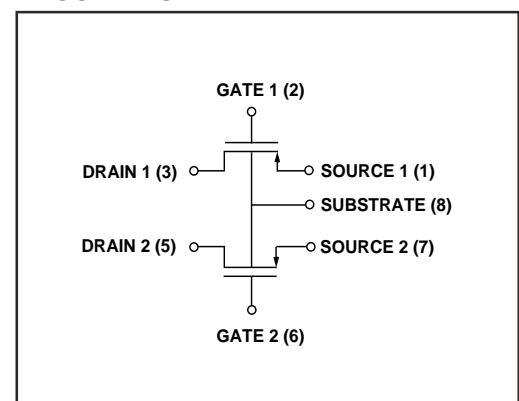 GATE 1 (2)
DRAIN 1 (3)
SOURCE 1 (1)
SUBSTRATE (8)
DRAIN 2 (5)
SOURCE 2 (7)
GATE 2 (6)